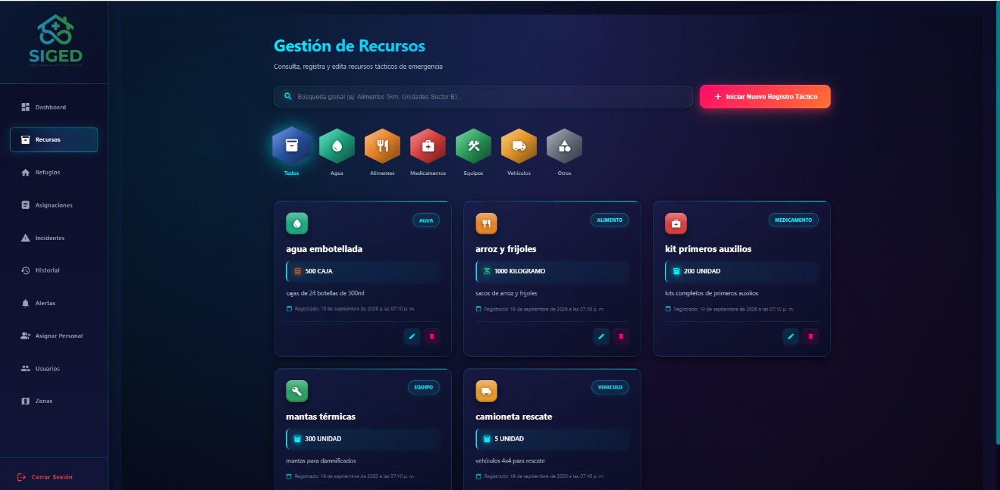 SIGED
Dashboard
Recursos
Refugios
Asignaciones
Incidentes
Historial
Alertas
Asignar Personal
Usuarios
Zonas
Cerrar Sesión
Gestión de Recursos
Consulta, registra y edita recursos tácticos de emergencia
Búsqueda global (ej: Alimentos 5km, Unidades Sector B)...
+ Iniciar Nuevo Registro Táctico
Todos Agua Alimentos Medicamentos Equipos Vehículos Otros
AGUA
agua embotellada
500 CAJA
cajas de 24 botellas de 500ml
Registrado: 19 de septiembre de 2026 a las 07:10 p. m.
ALIMENTO
arroz y frijoles
1000 KILOGRAMO
sacos de arroz y frijoles
Registrado: 19 de septiembre de 2026 a las 07:10 p. m.
MEDICAMENTO
kit primeros auxilios
200 UNIDAD
kits completos de primeros auxilios
Registrado: 19 de septiembre de 2026 a las 07:10 p. m.
EQUIPO
mantas térmicas
300 UNIDAD
mantas para damnificados
Registrado: 19 de septiembre de 2026 a las 07:10 p. m.
VEHICULO
camioneta rescate
5 UNIDAD
vehículos 4x4 para rescate
Registrado: 19 de septiembre de 2026 a las 07:10 p. m.